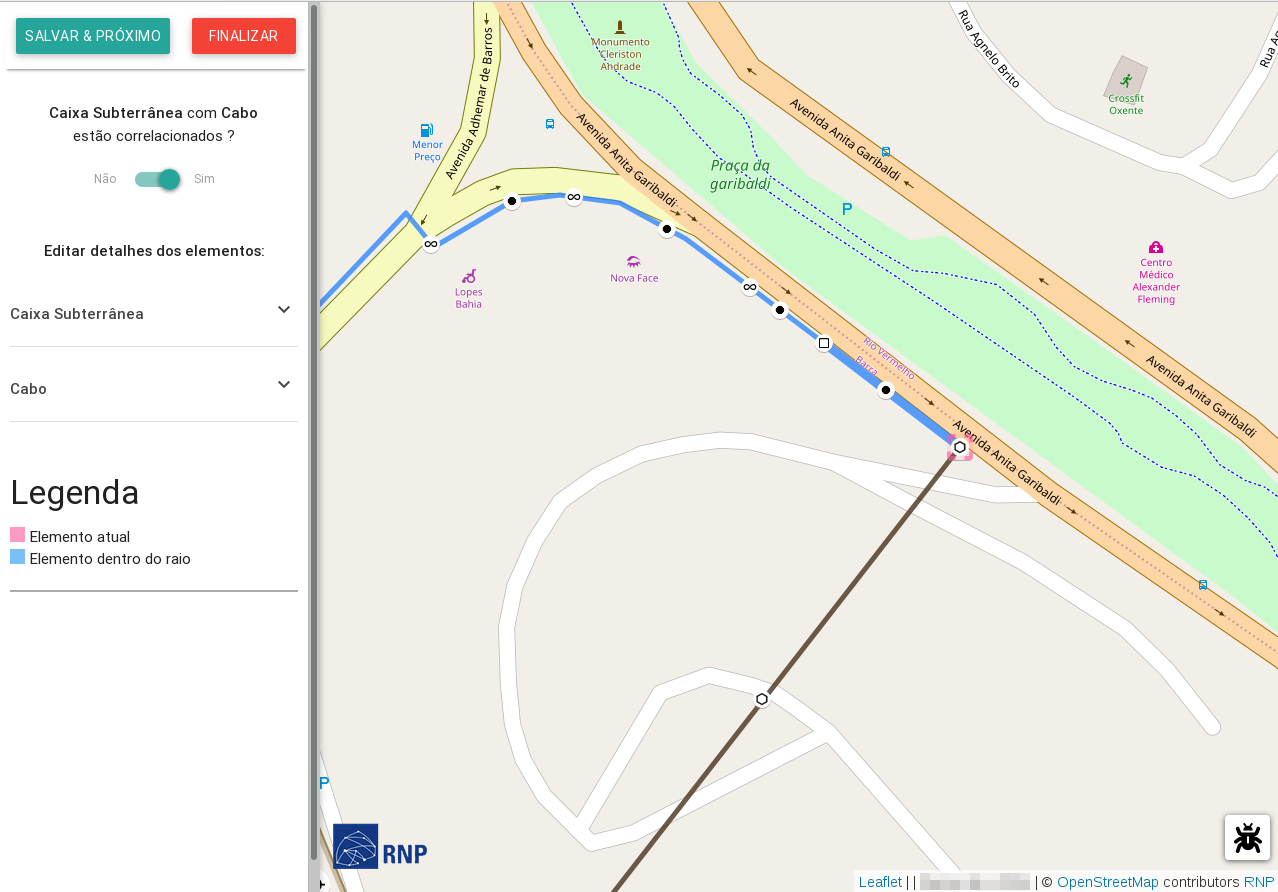 SALVAR & PRÓXIMO
FINALIZAR
Caixa Subterrânea com Cabo
estão correlacionados ?
Não
Sim
Editar detalhes dos elementos:
Caixa Subterrânea
Cabo
Legenda
Elemento atual
Elemento dentro do raio
Avenida Adhemar de Barros
Monumento
Cleriston
Andrade
Rua Agnelo Brito
Rua Ag
Crossfit
Oxente
Menor
Preço
Avenida Anita Garibaldi
Avenida Anita Garibaldi
Praça da
garibaldi
P
Lopes
Bahia
Nova Face
Centro
Médico
Alexander
Fleming
Rio Vermelho
Barra
Avenida Anita Garibaldi
Avenida Anita Garibaldi
P
RNP
Leaflet | | | © OpenStreetMap contributors RNP